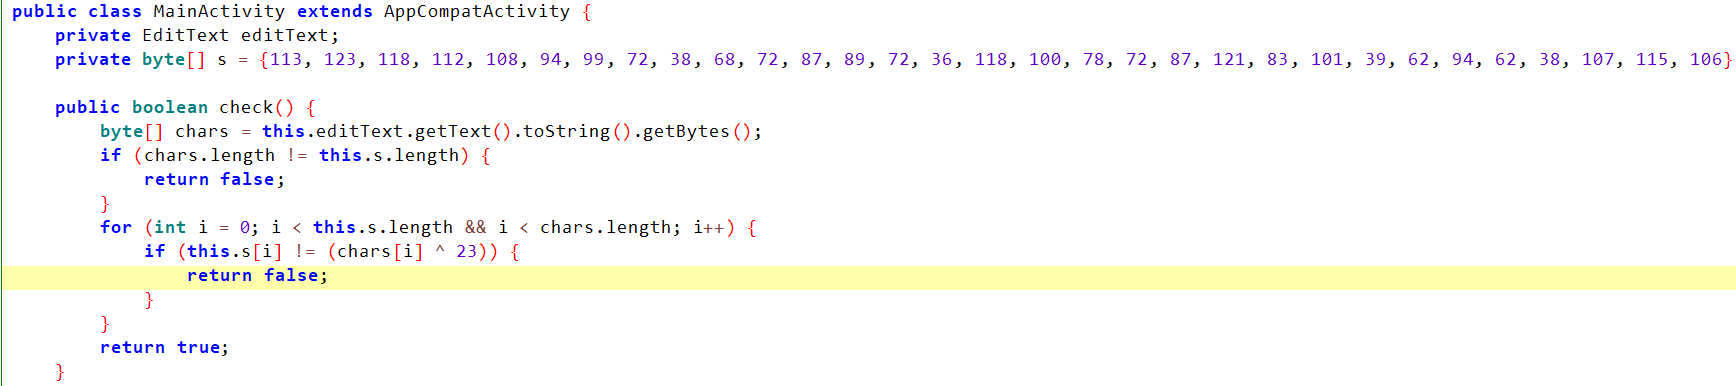 public class MainActivity extends AppCompatActivity {
    private EditText editText;
    private byte[] s = {113, 123, 118, 112, 108, 94, 99, 72, 38, 68, 72, 87, 89, 72, 36, 118, 100, 78, 72, 87, 121, 83, 101, 39, 62, 94, 62, 38, 107, 115, 106}
    public boolean check() {
        byte[] chars = this.editText.getText().toString().getBytes();
        if (chars.length != this.s.length) {
            return false;
        }
        for (int i = 0; i < this.s.length && i < chars.length; i++) {
            if (this.s[i] != (chars[i] ^ 23)) {
                return false;
            }
        }
        return true;
    }